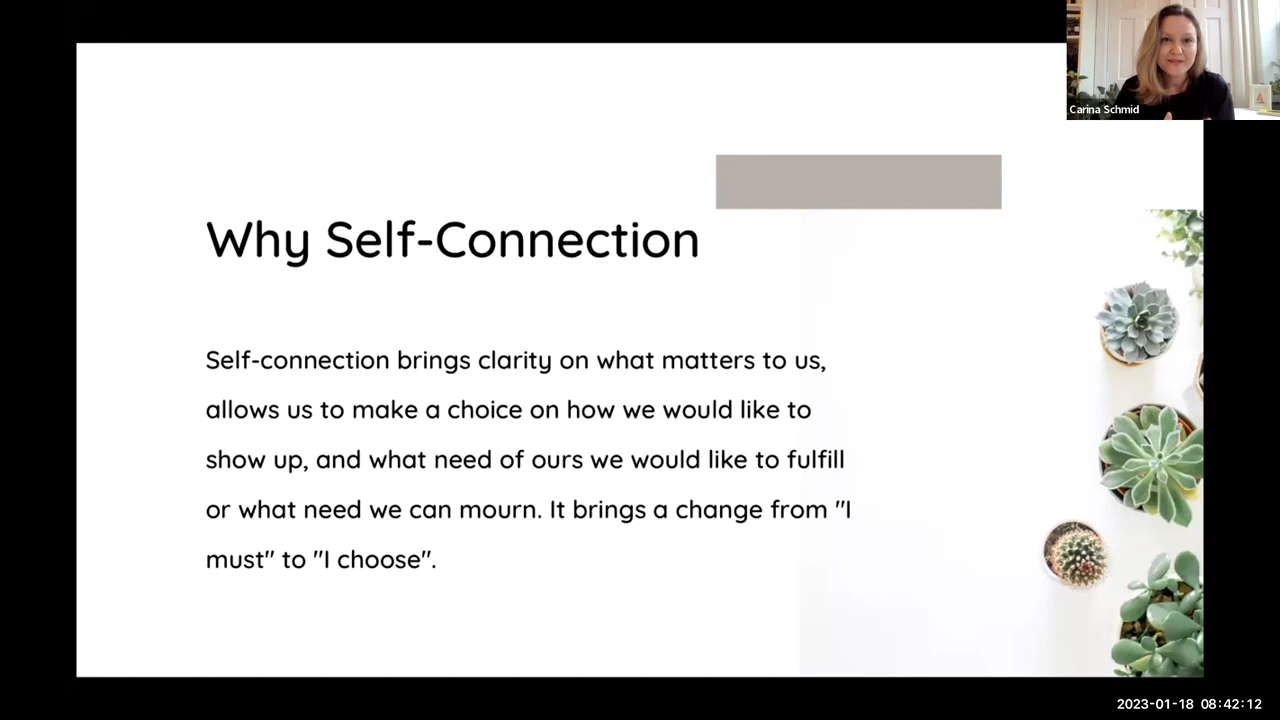 Carina Schmid
Why Self-Connection
Self-connection brings clarity on what matters to us,
allows us to make a choice on how we would like to
show up, and what need of ours we would like to fulfill
or what need we can mourn. It brings a change from "I
must" to "I choose".
2023-01-18 08:42:12